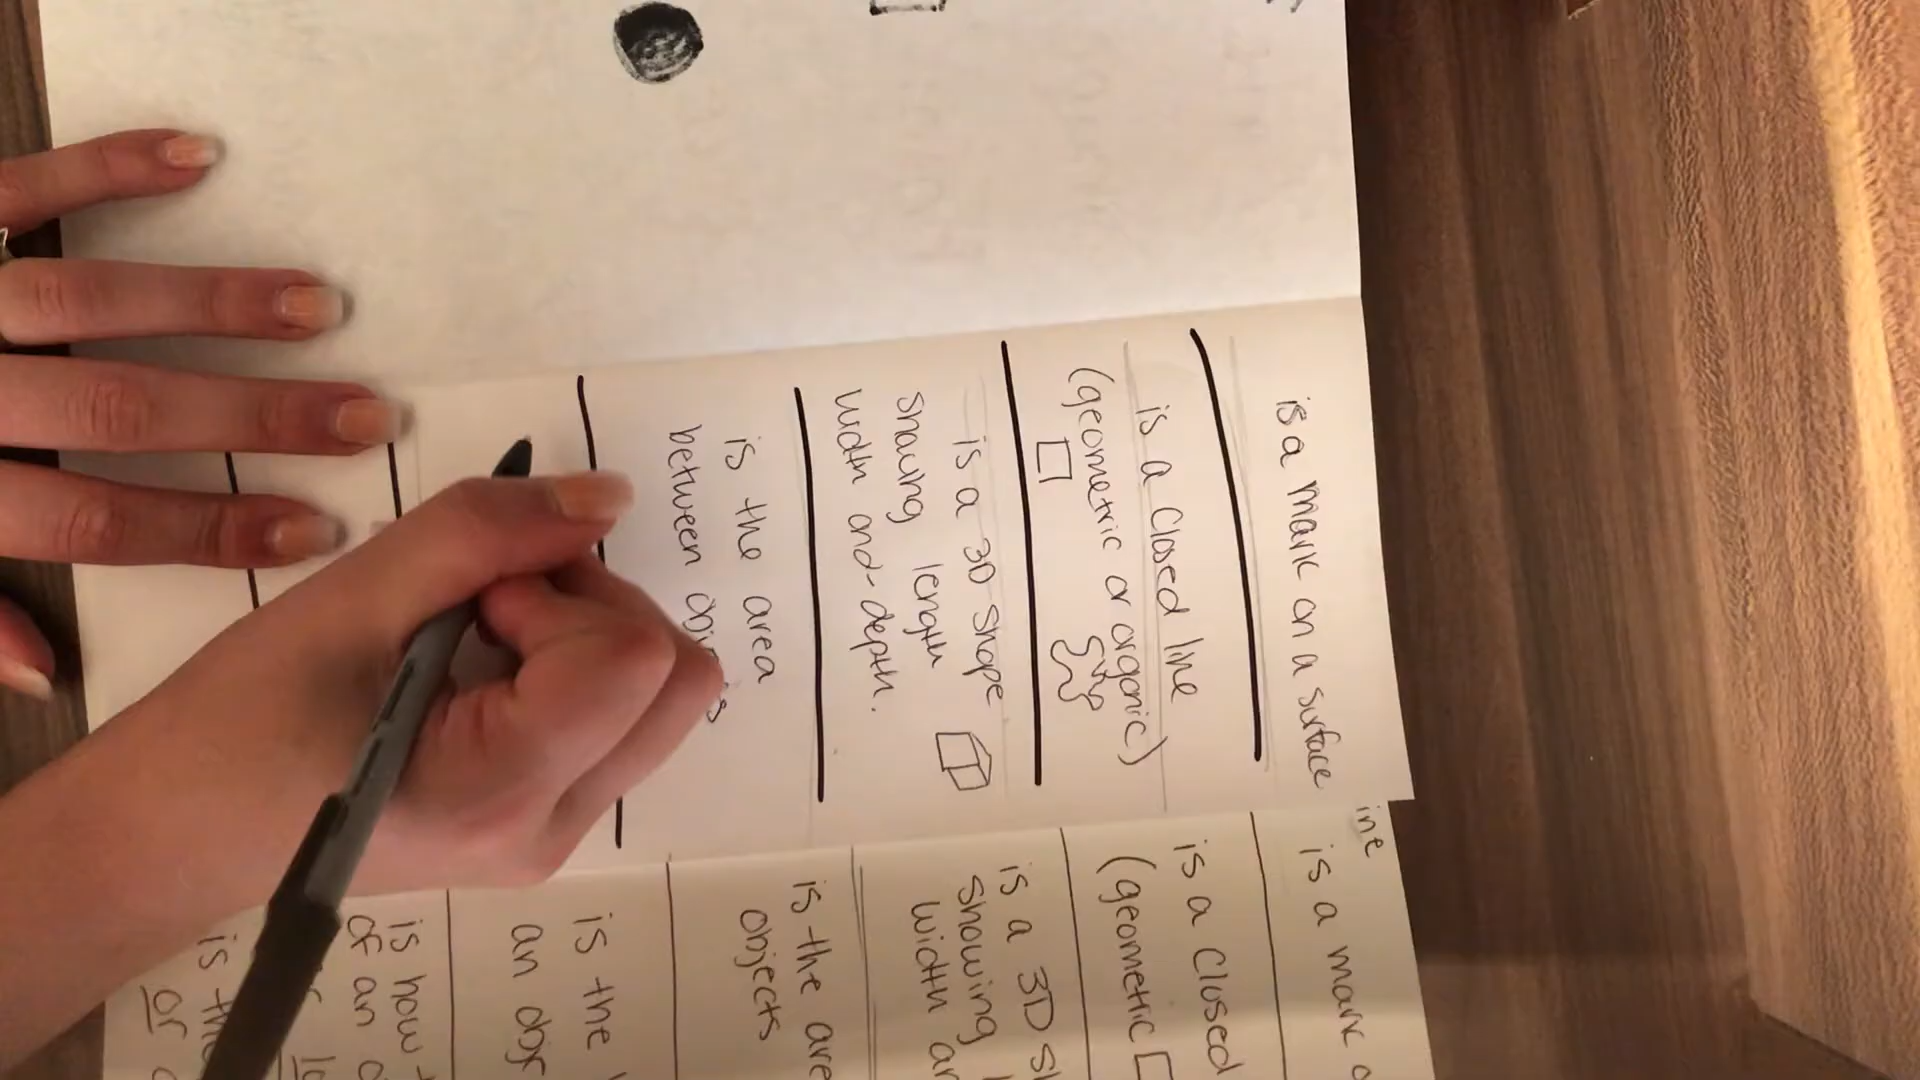 is a mark on a surface
is a closed line
(geometric or organic)
is a 3D shape
showing length
width and depth.
is the area
between objects
ine
is a mark
is a closed
(geometric
is a 3D
showing
width
is the
objects
is the
an
is how
of an
is the
or